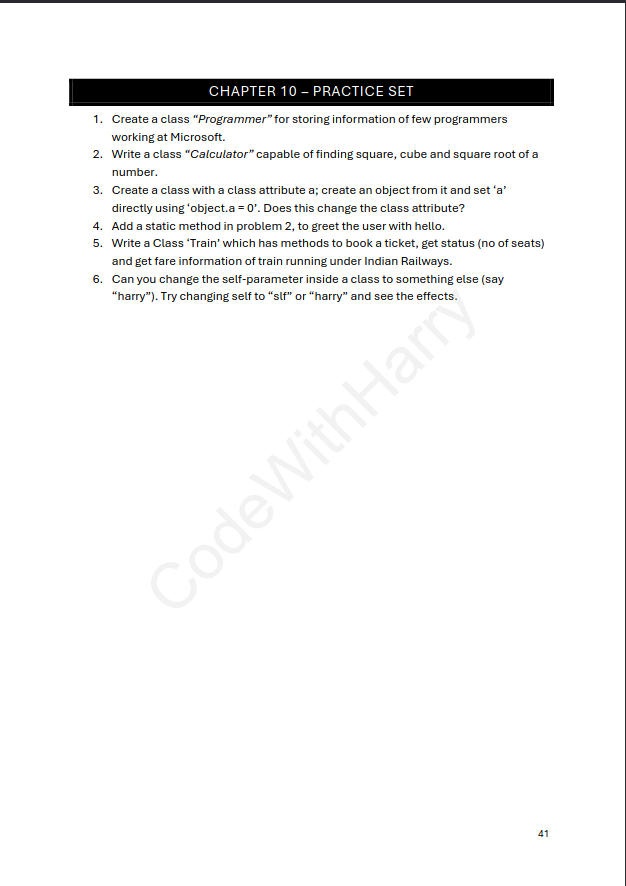 CHAPTER 10 – PRACTICE SET
1. Create a class “Programmer” for storing information of few programmers
working at Microsoft.
2. Write a class “Calculator” capable of finding square, cube and square root of a
number.
3. Create a class with a class attribute a; create an object from it and set ‘a’
directly using ‘object.a = 0’. Does this change the class attribute?
4. Add a static method in problem 2, to greet the user with hello.
5. Write a Class ‘Train’ which has methods to book a ticket, get status (no of seats)
and get fare information of train running under Indian Railways.
6. Can you change the self-parameter inside a class to something else (say
“harry”). Try changing self to “slf” or “harry” and see the effects.
CodeWithHarry
41